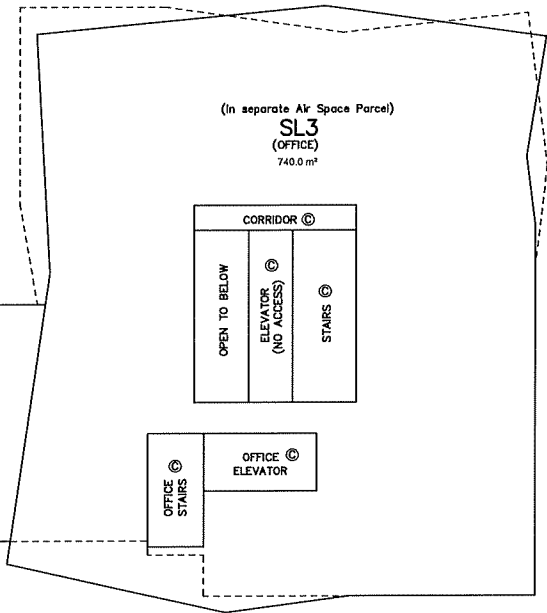 (In separate Air Space Parcel)
SL3
(OFFICE)
740.0 m²
CORRIDOR ©
OPEN TO BELOW
ELEVATOR ©
(NO ACCESS)
STAIRS ©
OFFICE ©
ELEVATOR
OFFICE ©
STAIRS